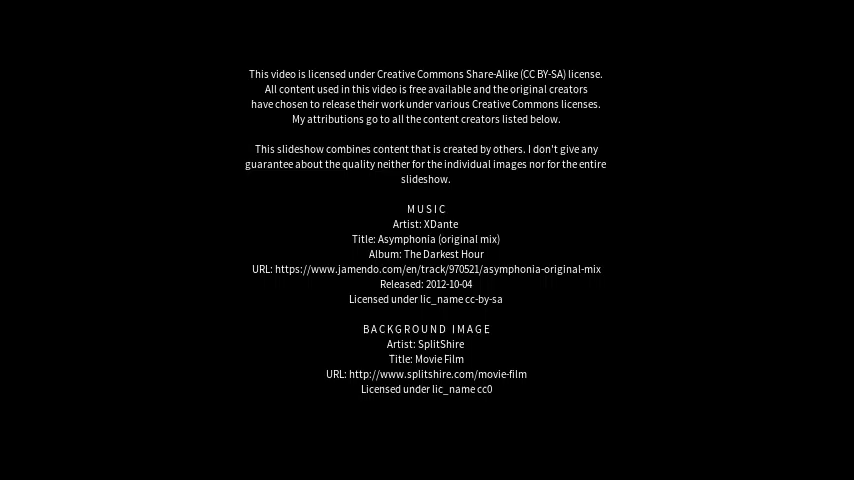 This video is licensed under Creative Commons Share-Alike (CC BY-SA) license.
All content used in this video is free available and the original creators
have chosen to release their work under various Creative Commons licenses.
My attributions go to all the content creators listed below.
This slideshow combines content that is created by others. I don't give any
guarantee about the quality neither for the individual images nor for the entire
slideshow.
MUSIC
Artist: XDante
Title: Asymphonia (original mix)
Album: The Darkest Hour
URL: https://www.jamendo.com/en/track/970521/asymphonia-original-mix
Released: 2012-10-04
Licensed under lic_name cc-by-sa
BACKGROUND IMAGE
Artist: SplitShire
Title: Movie Film
URL: http://www.splitshire.com/movie-film
Licensed under lic_name cc0